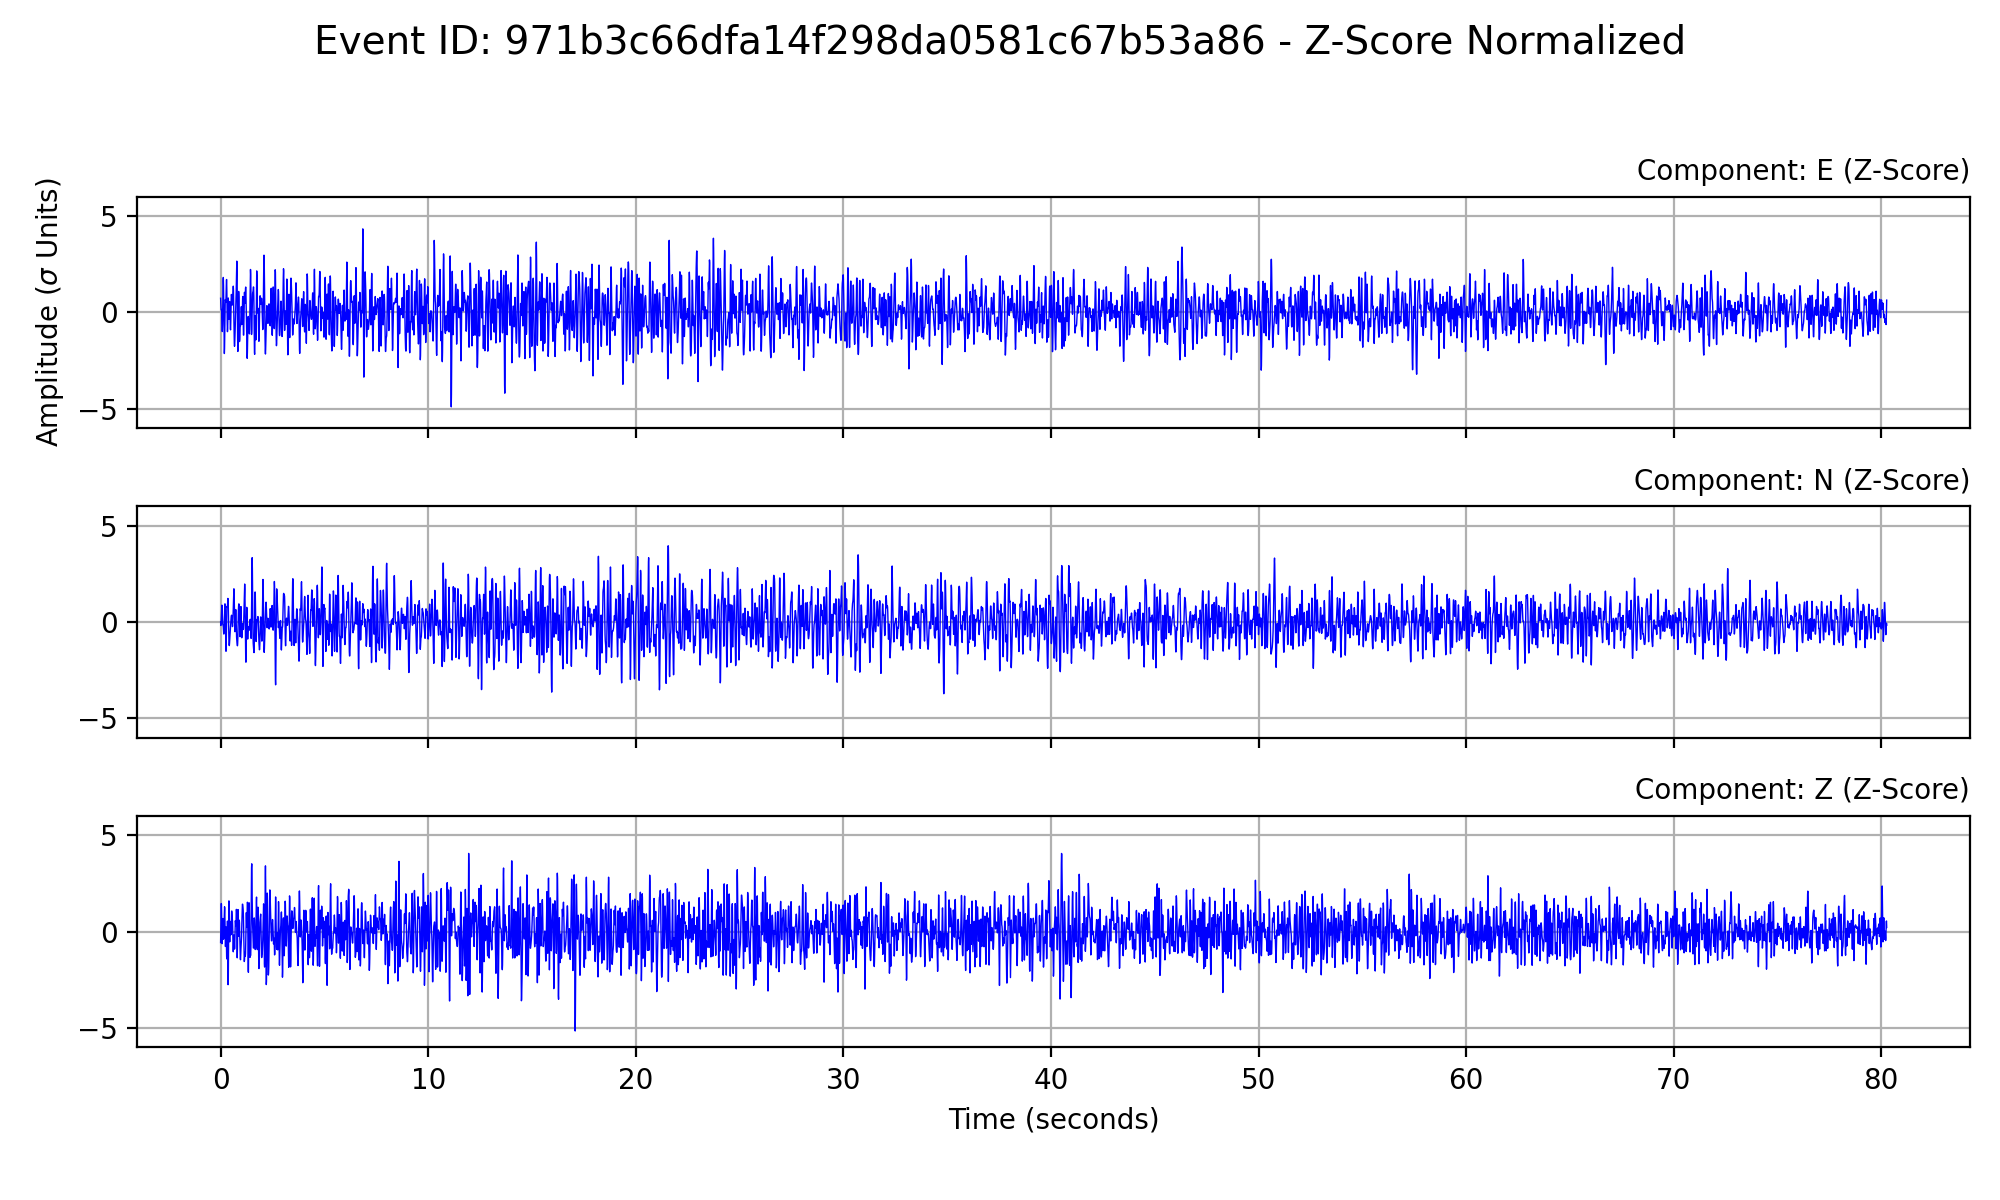 Event ID: 971b3c66dfa14f298da0581c67b53a86 - Z-Score Normalized
Component: E (Z-Score)
Amplitude (σ Units)
5
0
−5
Component: N (Z-Score)
5
0
−5
Component: Z (Z-Score)
5
0
−5
0 10 20 30 40 50 60 70 80
Time (seconds)